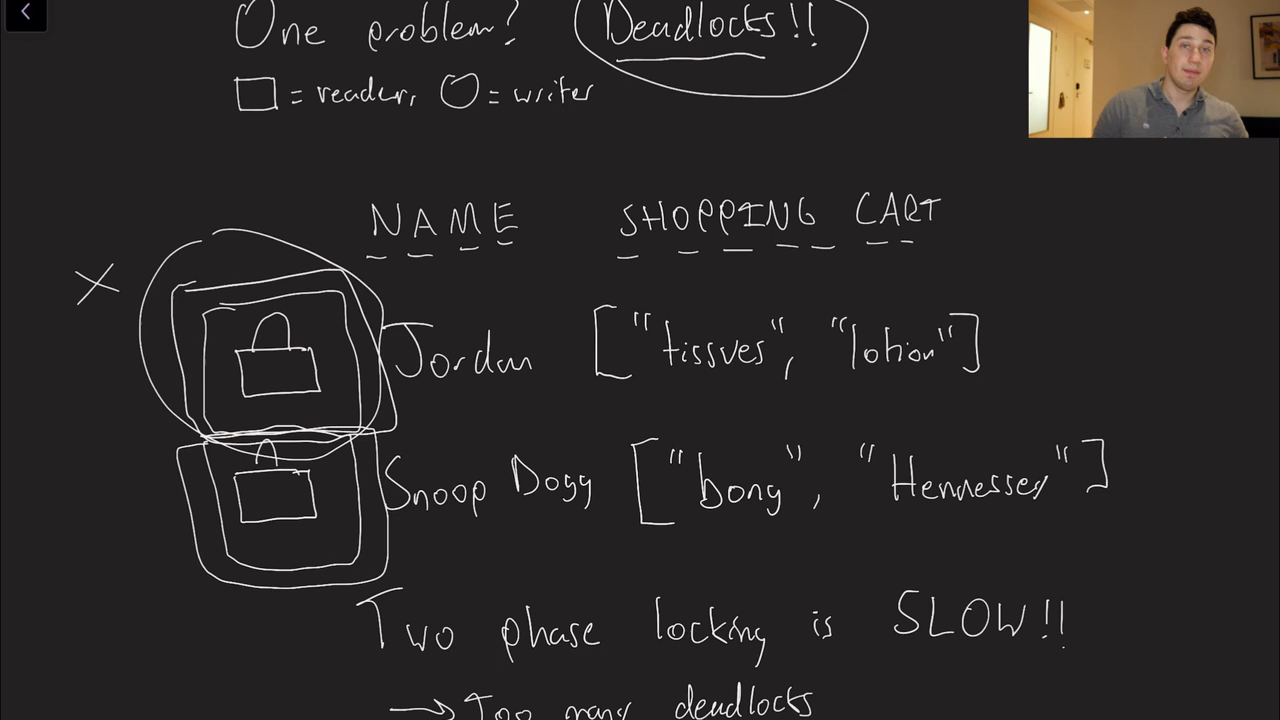 One problem? Deadlocks!!
= reader, = writer
NAME SHOPPING CART
Jordan ["tissues", "lotion"]
Snoop Dogg ["bong", "Hennessey"]
Two phase locking is SLOW!!
→ Too many deadlocks